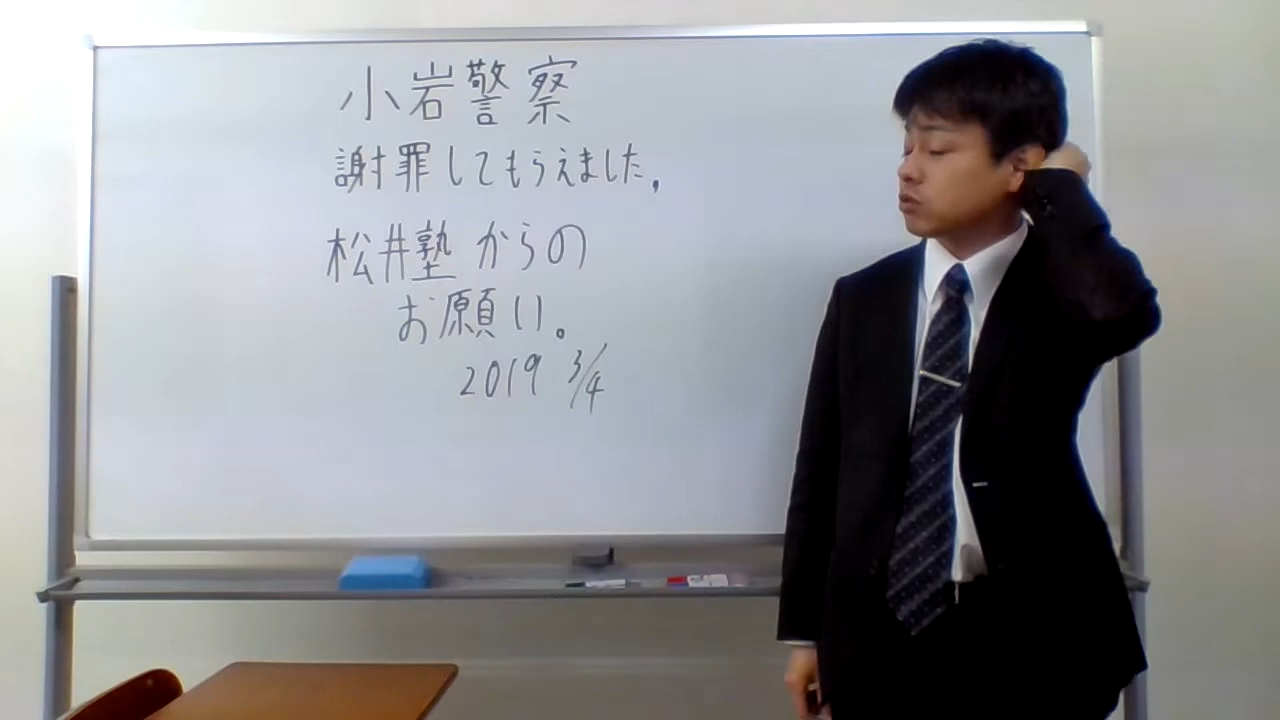 小岩警察
謝罪してもらえました。
松井塾からの
お願い。
2019 3/4